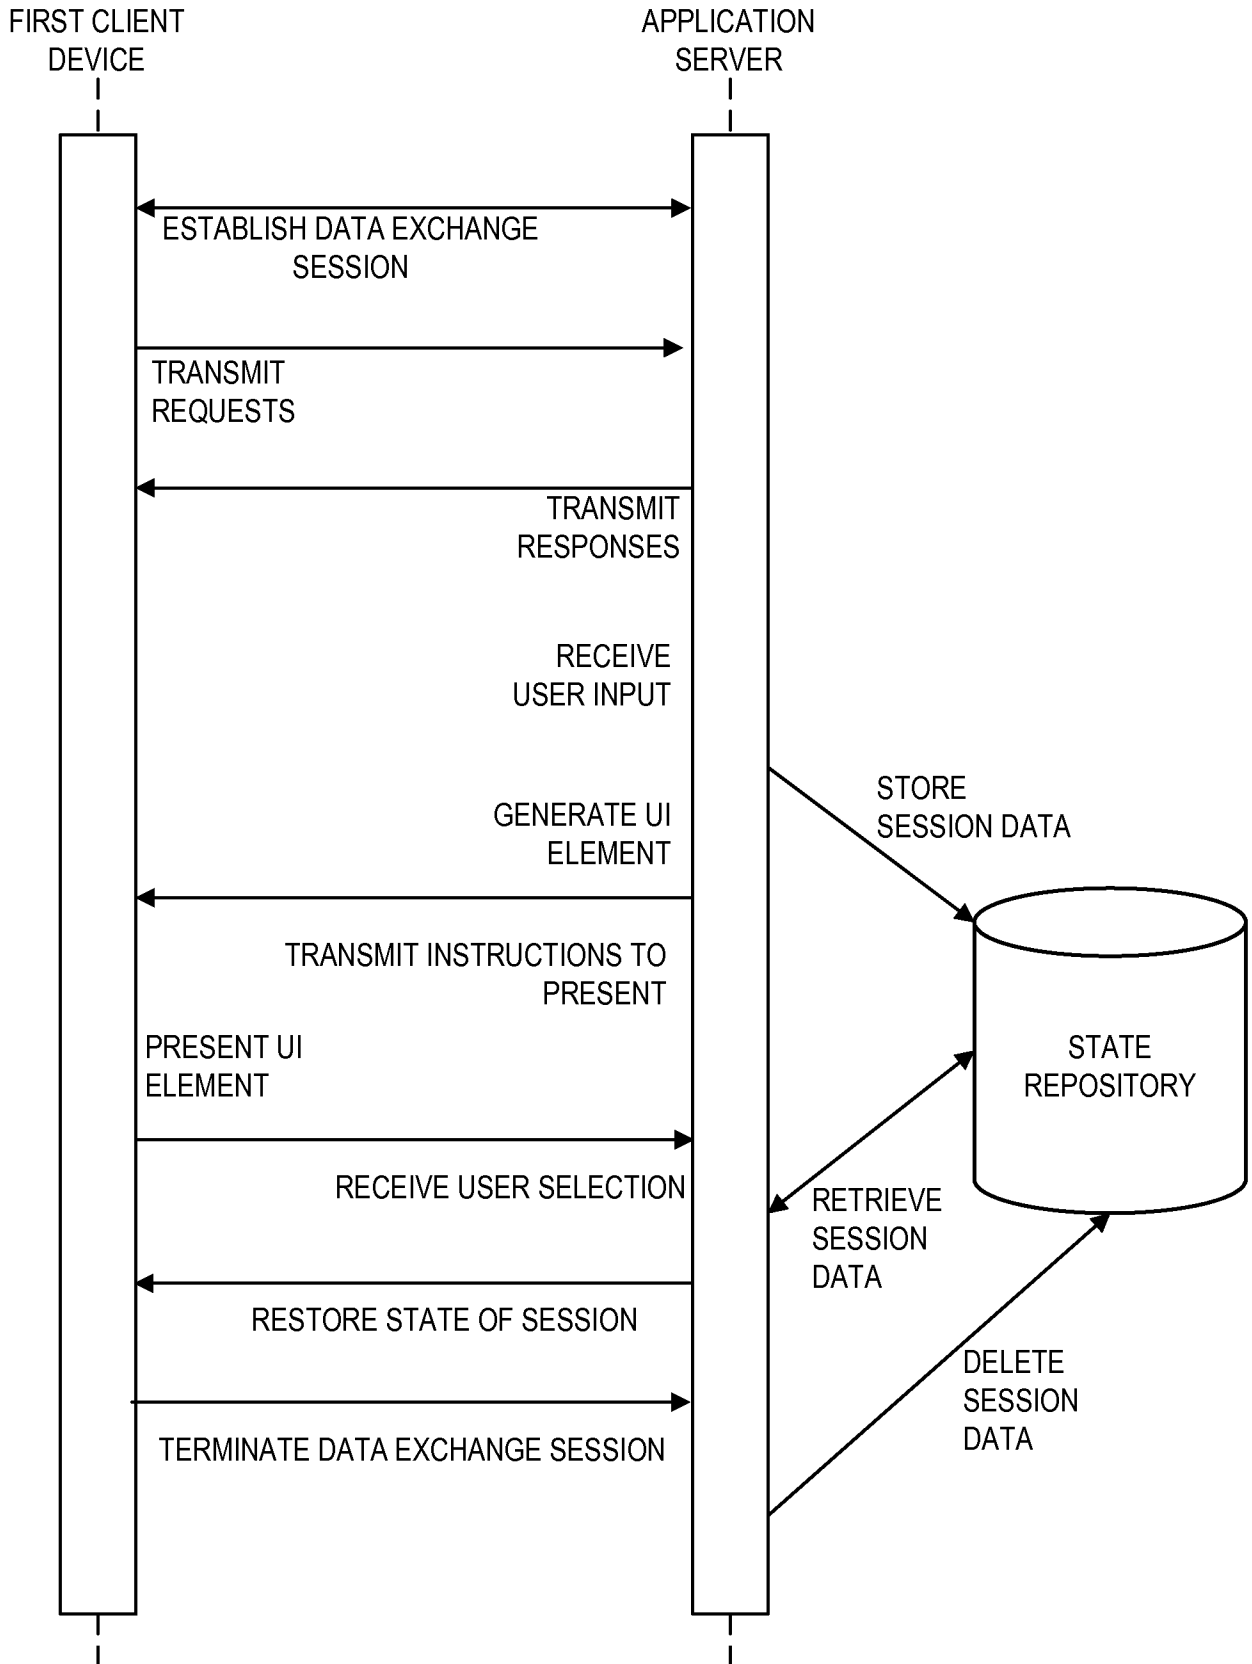 FIRST CLIENT
DEVICE
APPLICATION
SERVER
ESTABLISH DATA EXCHANGE
SESSION
TRANSMIT
REQUESTS
TRANSMIT
RESPONSES
RECEIVE
USER INPUT
STORE
SESSION DATA
GENERATE UI
ELEMENT
TRANSMIT INSTRUCTIONS TO
PRESENT
PRESENT UI
ELEMENT
STATE
REPOSITORY
RECEIVE USER SELECTION
RETRIEVE
SESSION
DATA
RESTORE STATE OF SESSION
DELETE
SESSION
DATA
TERMINATE DATA EXCHANGE SESSION